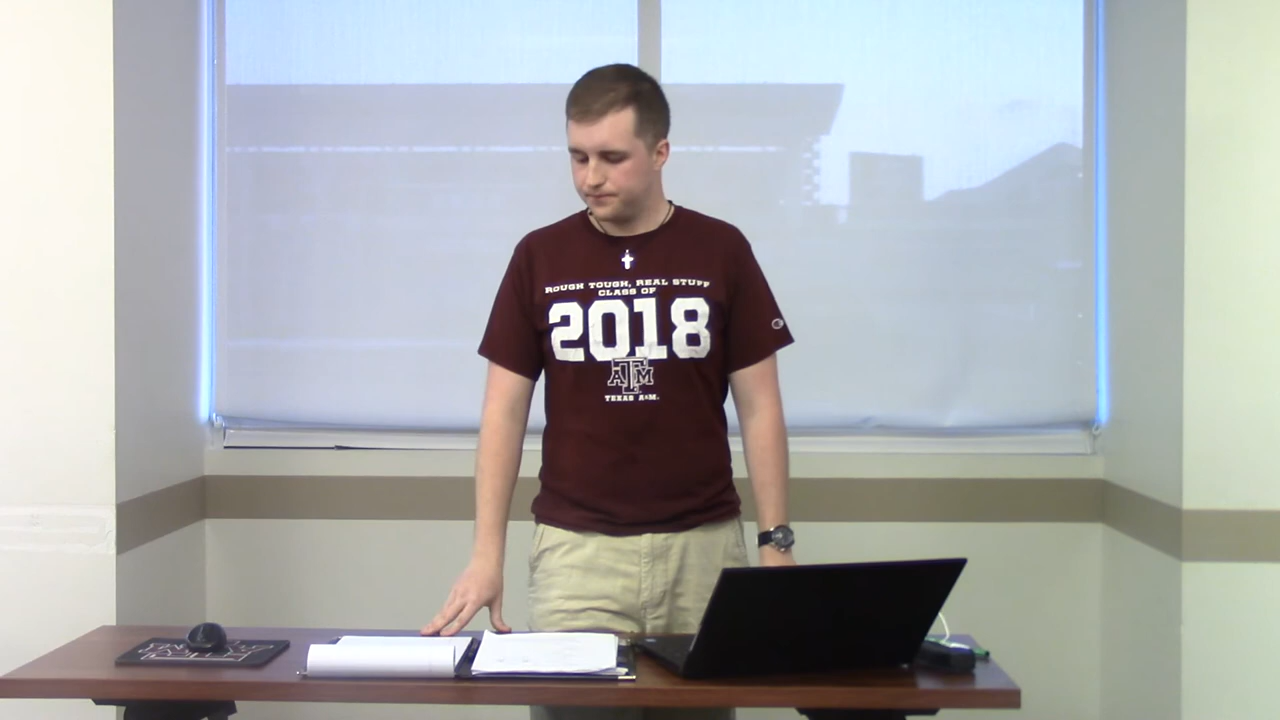 ROUGH TOUGH, REAL STUFF
CLASS OF
2018
ATM
TEXAS A&M.